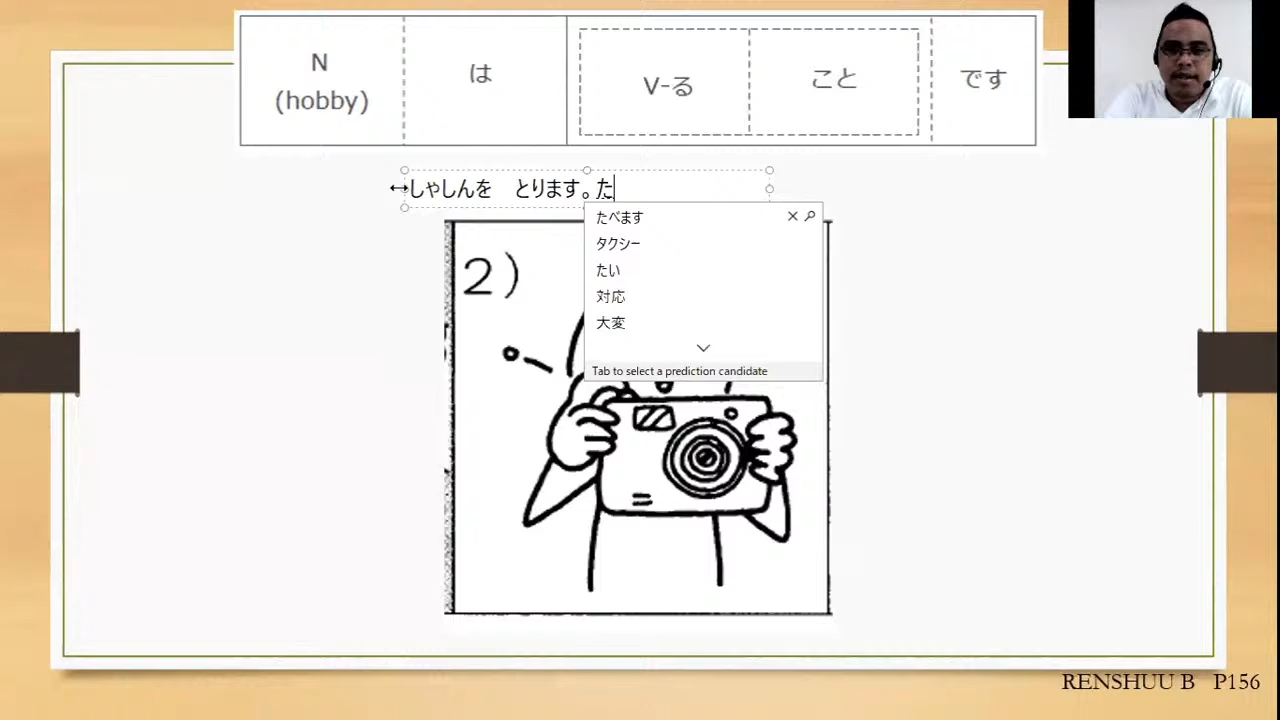 N
(hobby)
は
V-る
こと
です
しゃしんを　とります。た
たべます
タクシー
たい
対応
大変
Tab to select a prediction candidate
2)
RENSHUU B P156